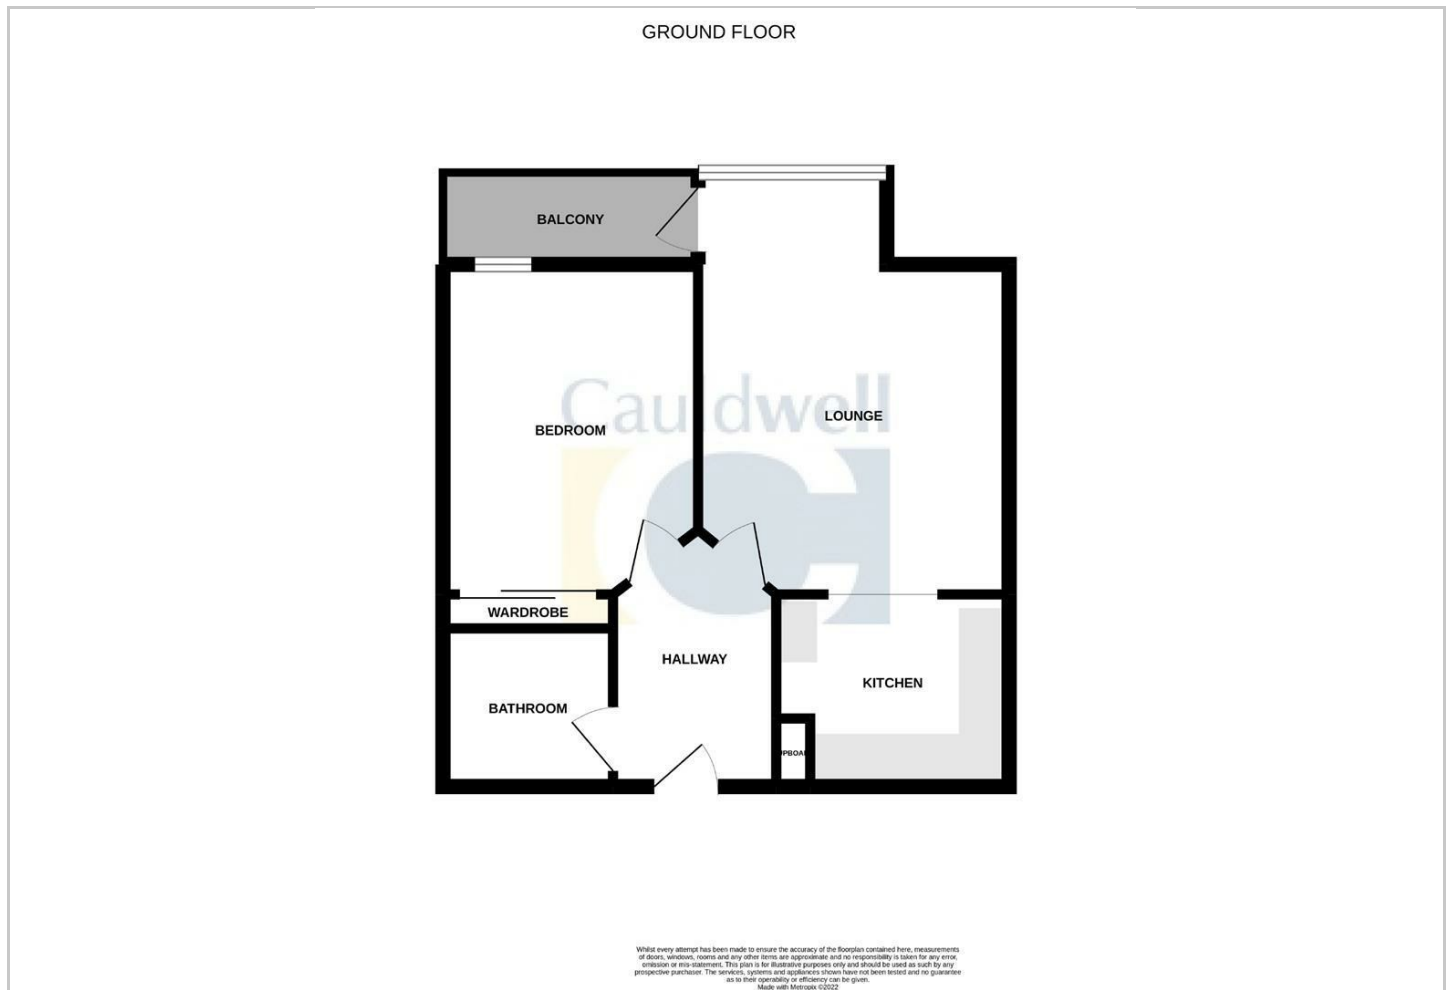 GROUND FLOOR
BALCONY
Cauldwell
LOUNGE
BEDROOM
WARDROBE
HALLWAY
KITCHEN
BATHROOM
UPBOA
Whilst every attempt has been made to ensure the accuracy of the floorplan contained here, measurements
of doors, windows, rooms and any other items are approximate and no responsibility is taken for any error,
omission or mis-statement. This plan is for illustrative purposes only and should be used as such by any
prospective purchaser. The services, systems and appliances shown have not been tested and no guarantee
as to their operability or efficiency can be given.
Made with Metropix ©2022